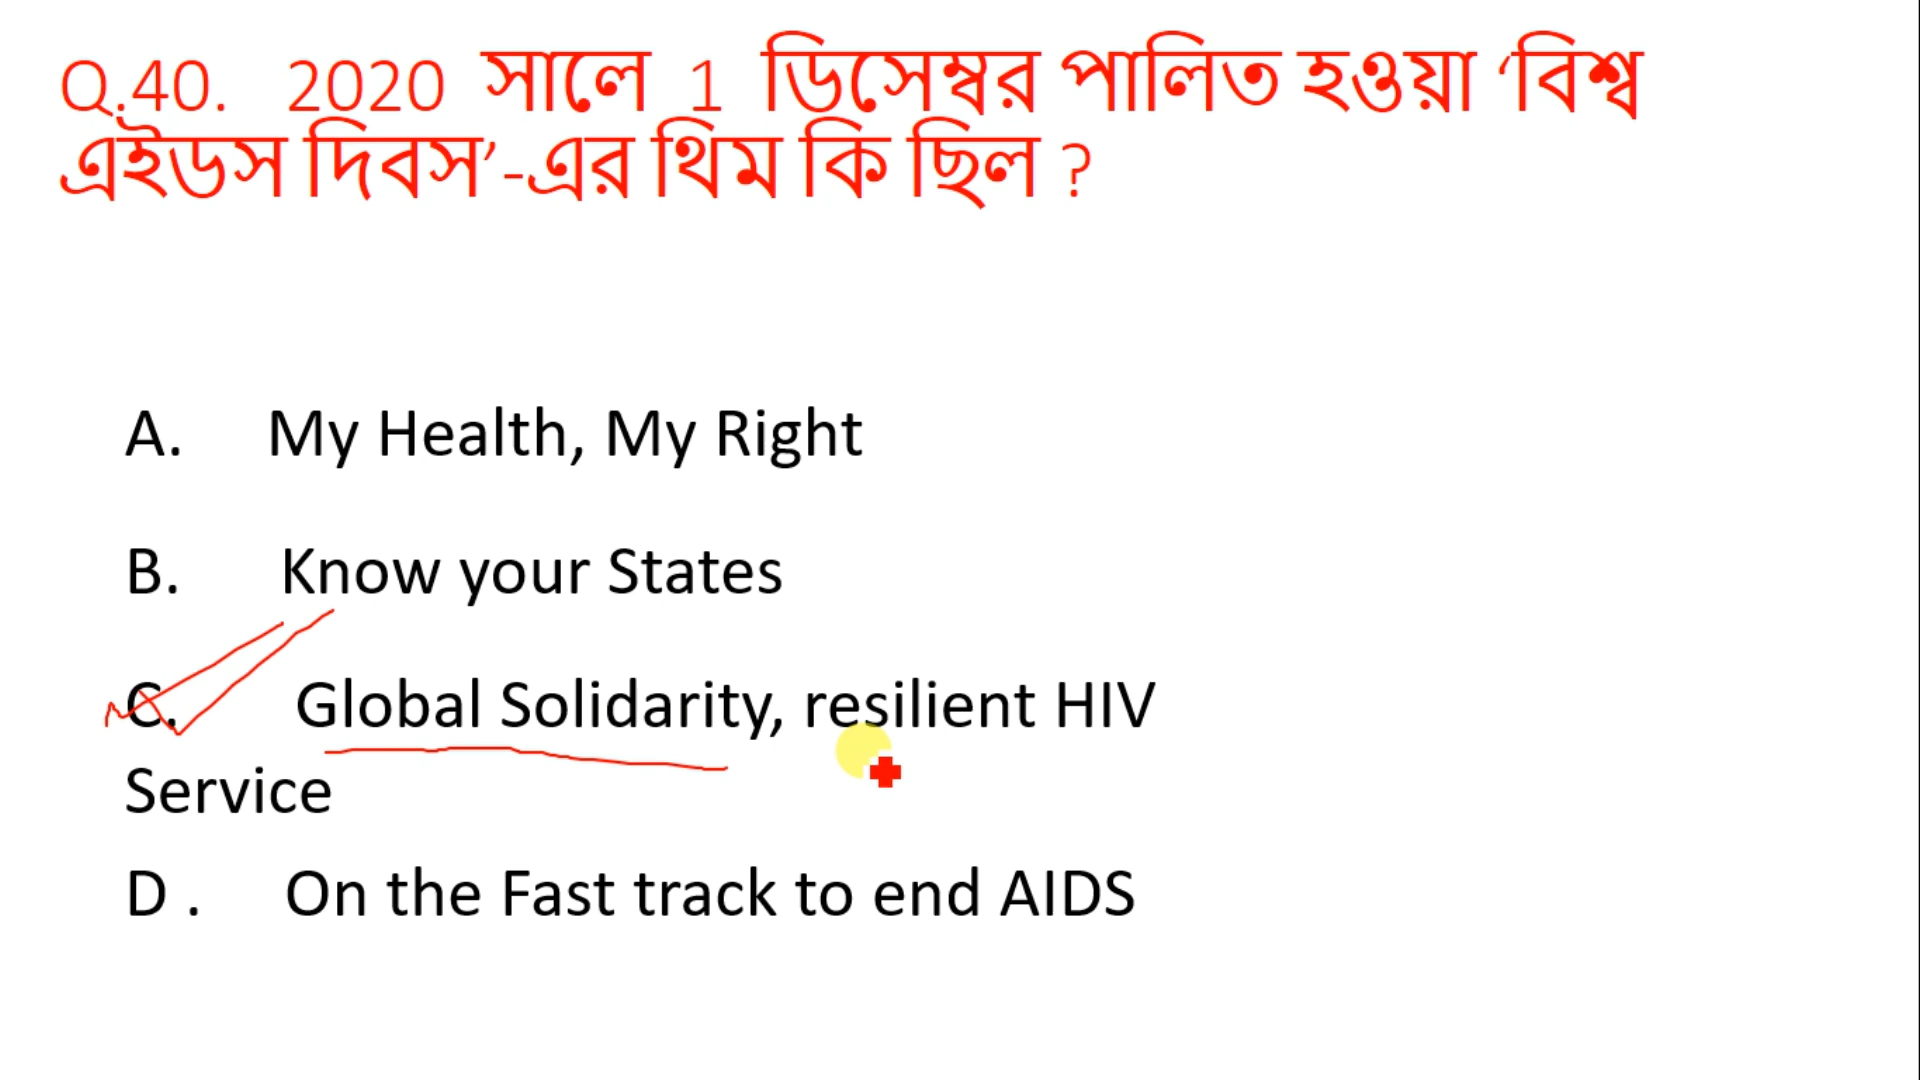 Q.40. 2020 সালে 1 ডিসেম্বর পালিত হওয়া ‘বিশ্ব
এইডস দিবস’-এর থিম কি ছিল ?
A. My Health, My Right
B. Know your States
C. Global Solidarity, resilient HIV
Service
D . On the Fast track to end AIDS